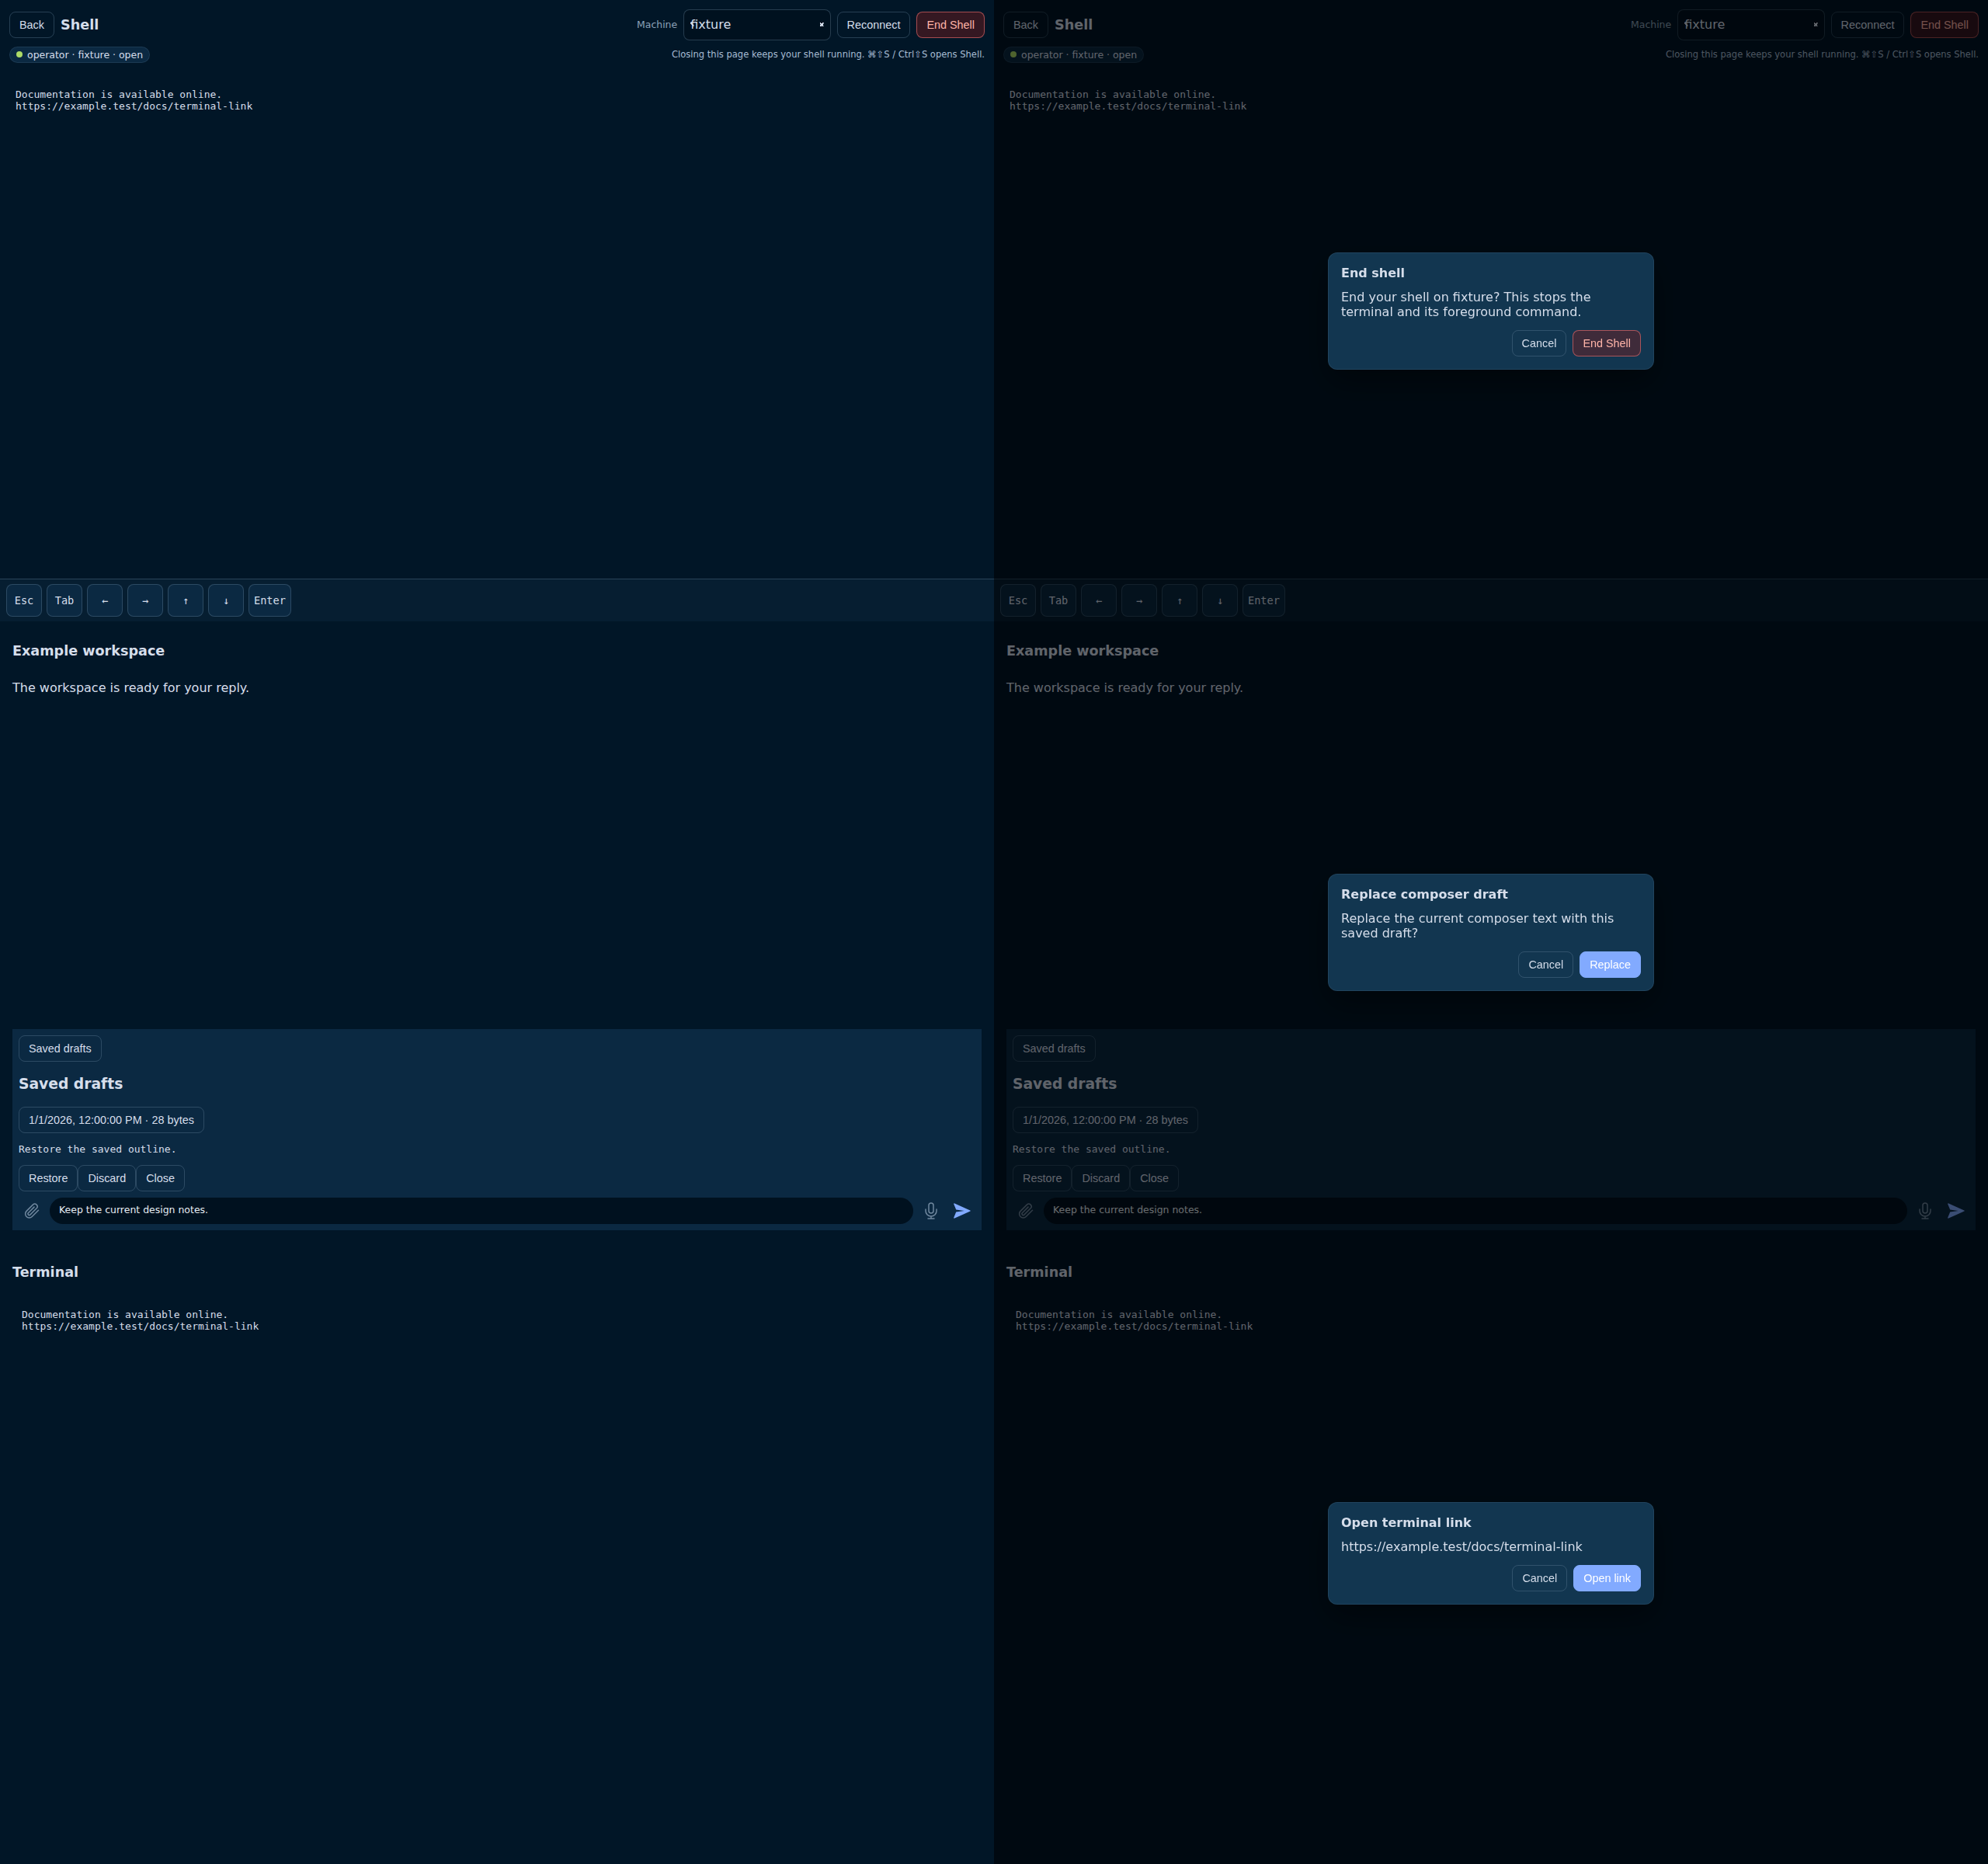 Back Shell Machine fixture Reconnect End Shell
operator · fixture · open Closing this page keeps your shell running. ⌘⇧S / Ctrl⇧S opens Shell.
Documentation is available online.
https://example.test/docs/terminal-link
Esc Tab ← → ↑ ↓ Enter
Back Shell Machine fixture Reconnect End Shell
operator · fixture · open Closing this page keeps your shell running. ⌘⇧S / Ctrl⇧S opens Shell.
Documentation is available online.
https://example.test/docs/terminal-link
End shell
End your shell on fixture? This stops the
terminal and its foreground command.
Cancel End Shell
Esc Tab ← → ↑ ↓ Enter
Example workspace
The workspace is ready for your reply.
Saved drafts
Saved drafts
1/1/2026, 12:00:00 PM · 28 bytes
Restore the saved outline.
Restore Discard Close
Keep the current design notes.
Example workspace
The workspace is ready for your reply.
Replace composer draft
Replace the current composer text with this
saved draft?
Cancel Replace
Saved drafts
Saved drafts
1/1/2026, 12:00:00 PM · 28 bytes
Restore the saved outline.
Restore Discard Close
Keep the current design notes.
Terminal
Documentation is available online.
https://example.test/docs/terminal-link
Terminal
Documentation is available online.
https://example.test/docs/terminal-link
Open terminal link
https://example.test/docs/terminal-link
Cancel Open link